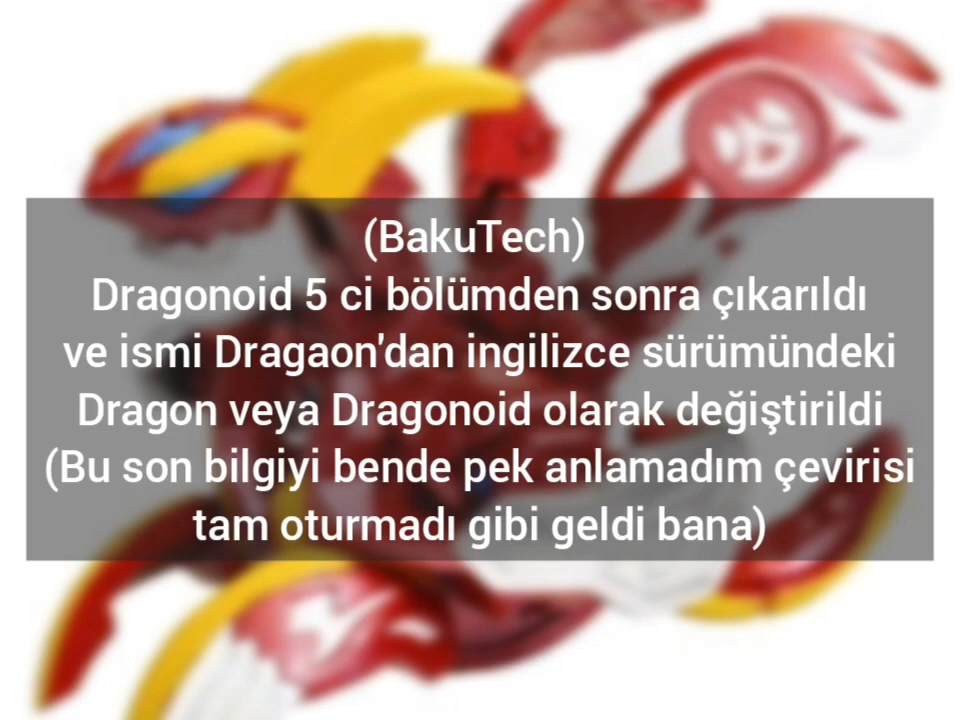 (BakuTech)
Dragonoid 5 ci bölümden sonra çıkarıldı
ve ismi Dragaon'dan ingilizce sürümündeki
Dragon veya Dragonoid olarak değiştirildi
(Bu son bilgiyi bende pek anlamadım çevirisi
tam oturmadı gibi geldi bana)